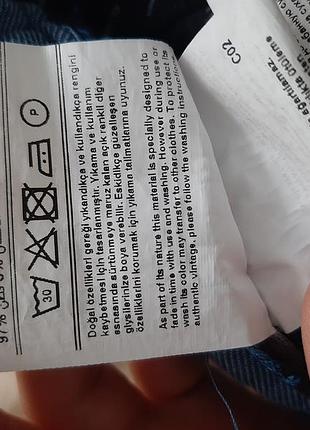 30
P
Doğal özellikleri gereği yıkandıkça ve kullandıkça rengini
kaybetmesi için tasarlanmıştır. Yıkama ve kullanım
esnasında sürtünmeye maruz kalan açık renkli diğer
giysilerinize boya verebilir. Eskidikçe güzelleşen
özelliklerini korumak için yıkama talimatlarına uyunuz.
As part of its nature this material is specially designed to
fade in time with use and washing. However during use or
wash its color may transfer to other clothes. To protect its
authentic vintage, please follow the washing instructions.
C02